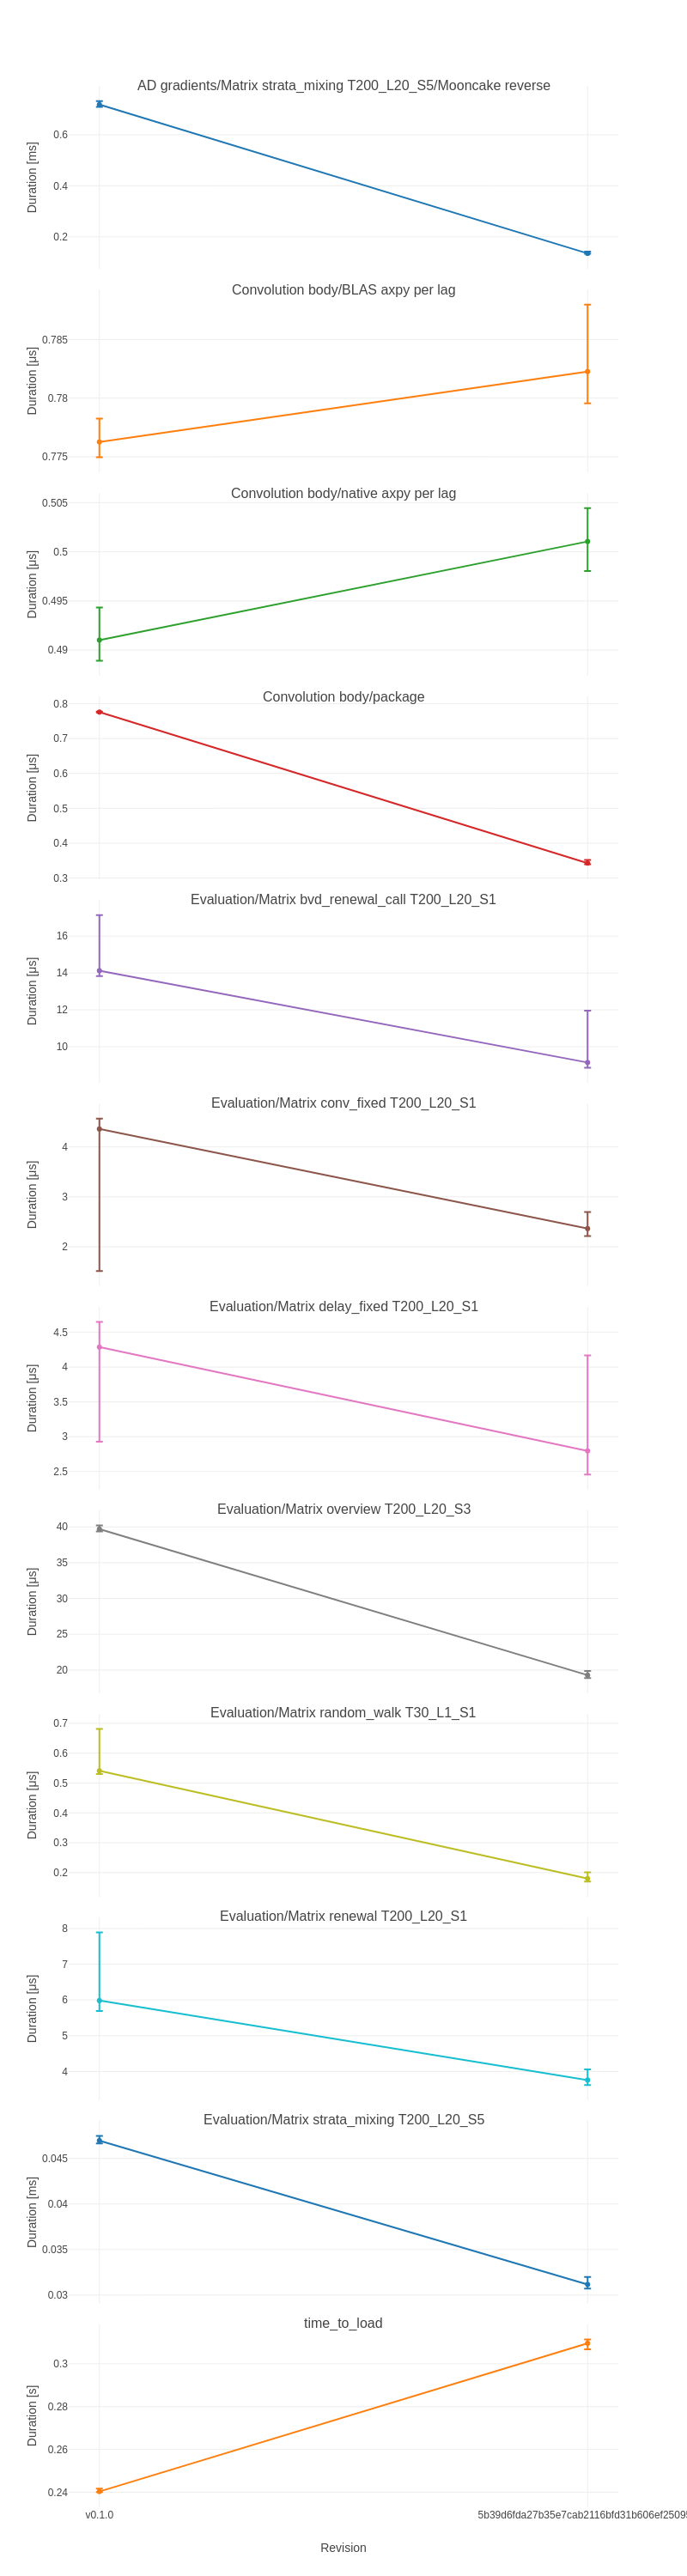 AD gradients/Matrix strata_mixing T200_L20_S5/Mooncake reverse
Duration [ms]
0.6
0.4
0.2
Convolution body/BLAS axpy per lag
Duration [μs]
0.785
0.78
0.775
Convolution body/native axpy per lag
Duration [μs]
0.505
0.5
0.495
0.49
Convolution body/package
Duration [μs]
0.8
0.7
0.6
0.5
0.4
0.3
Evaluation/Matrix bvd_renewal_call T200_L20_S1
Duration [μs]
16
14
12
10
Evaluation/Matrix conv_fixed T200_L20_S1
Duration [μs]
4
3
2
Evaluation/Matrix delay_fixed T200_L20_S1
Duration [μs]
4.5
4
3.5
3
2.5
Evaluation/Matrix overview T200_L20_S3
Duration [μs]
40
35
30
25
20
Evaluation/Matrix random_walk T30_L1_S1
Duration [μs]
0.7
0.6
0.5
0.4
0.3
0.2
Evaluation/Matrix renewal T200_L20_S1
Duration [μs]
8
7
6
5
4
Evaluation/Matrix strata_mixing T200_L20_S5
Duration [ms]
0.045
0.04
0.035
0.03
time_to_load
Duration [s]
0.3
0.28
0.26
0.24
v0.1.0
5b39d6fda27b35e7cab2116bfd31b606ef25095
Revision